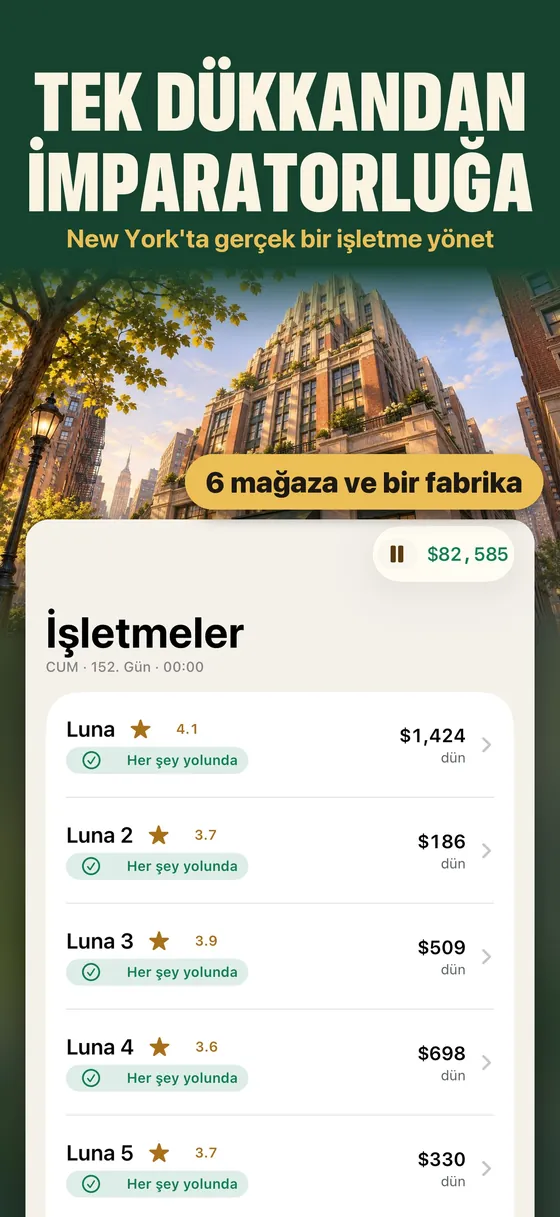 TEK DÜKKANDAN
İMPARATORLUĞA
New York'ta gerçek bir işletme yönet
6 mağaza ve bir fabrika
$82,585
İşletmeler
CUM · 152. Gün · 00:00
Luna 4.1
$1,424
Her şey yolunda
dün
Luna 2 3.7
$186
Her şey yolunda
dün
Luna 3 3.9
$509
Her şey yolunda
dün
Luna 4 3.6
$698
Her şey yolunda
dün
Luna 5 3.7
$330
Her şey yolunda
dün